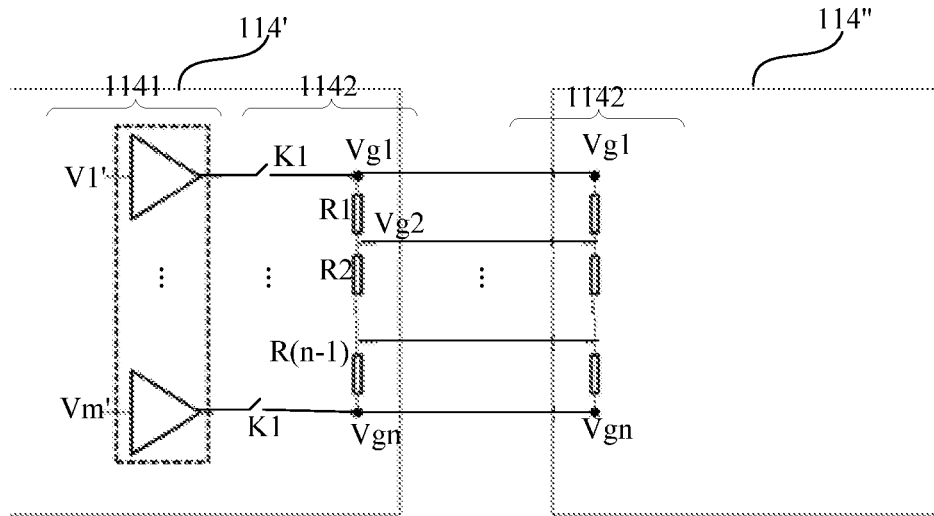 114'
114"
1141
1142
1142
V1'
K1
Vg1
Vg1
R1
Vg2
R2
⋮
⋮
⋮
R(n-1)
Vm'
K1
Vgn
Vgn